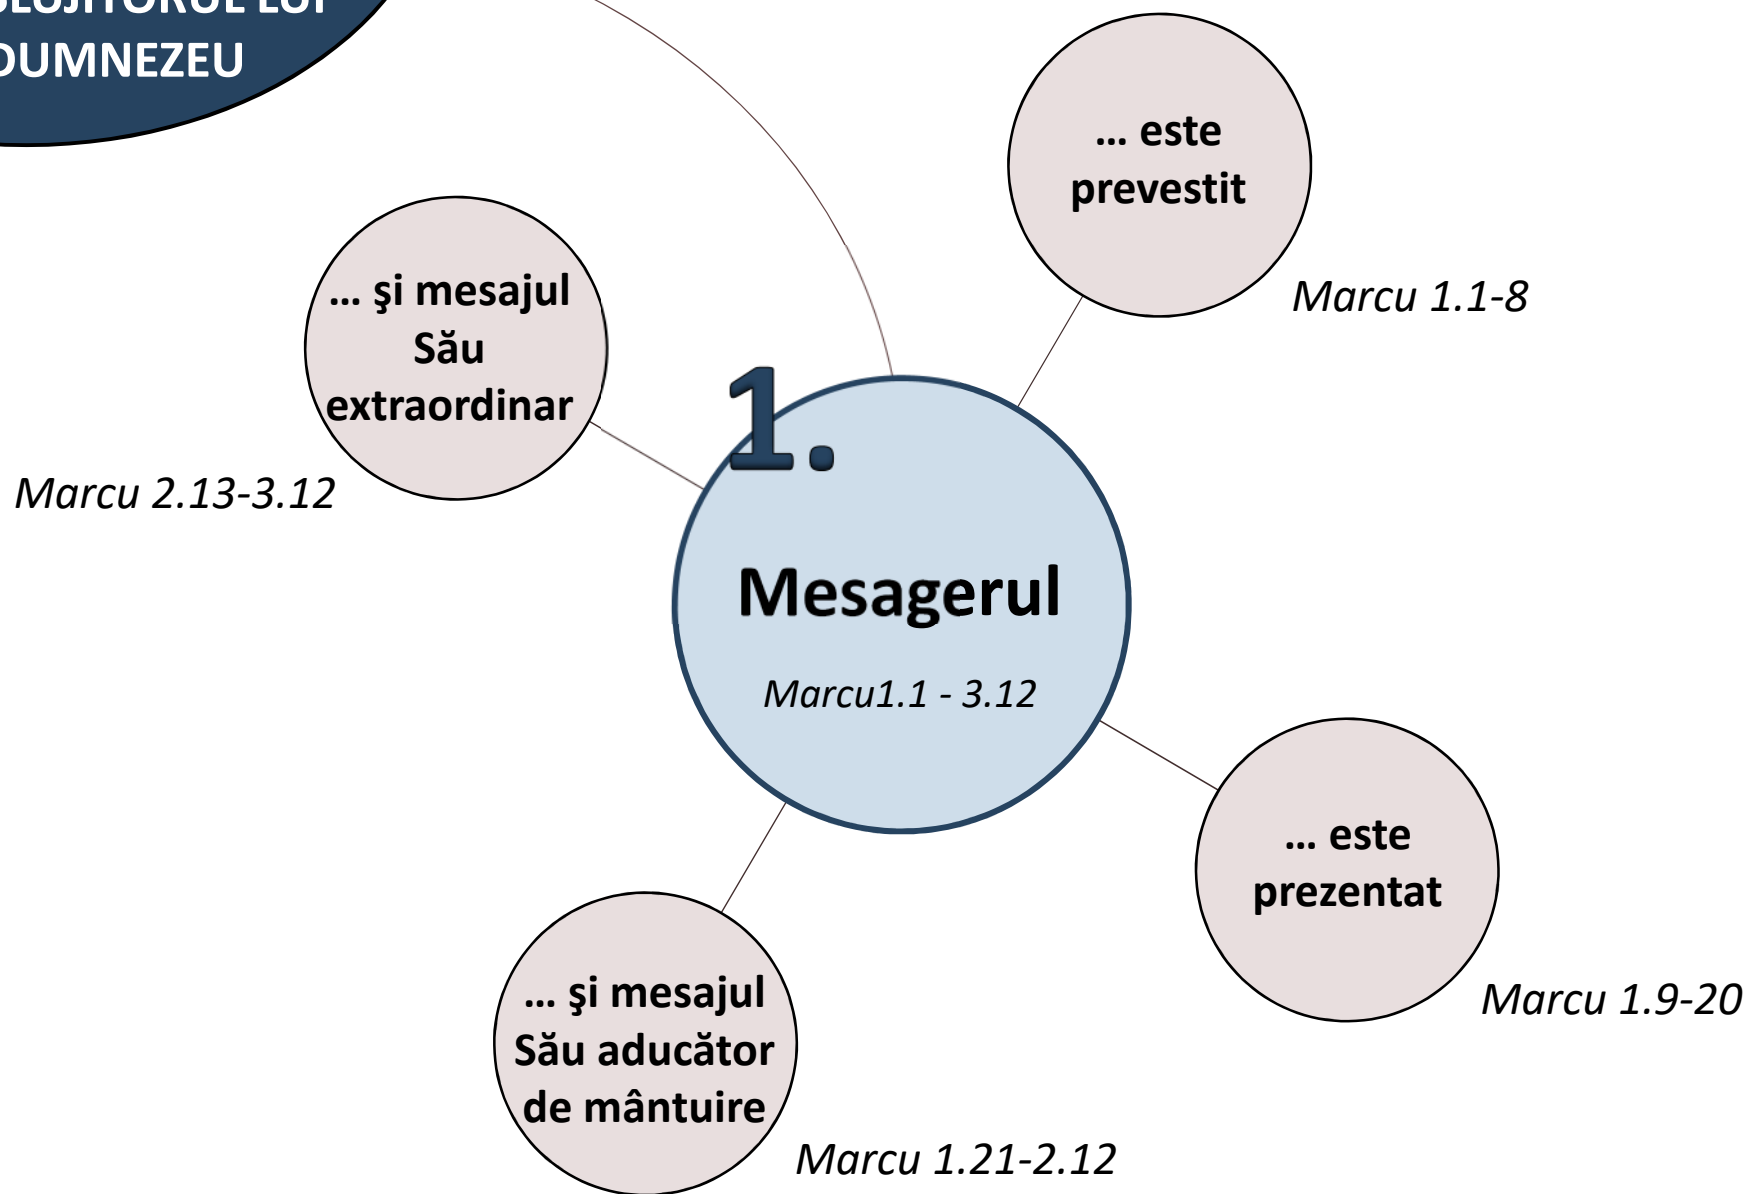 SLUJITORUL LUI
DUMNEZEU
... este
prevestit
Marcu 1.1-8
... şi mesajul
Său
extraordinar
Marcu 2.13-3.12
1.
Mesagerul
Marcu1.1 - 3.12
... este
prezentat
Marcu 1.9-20
... şi mesajul
Său aducător
de mântuire
Marcu 1.21-2.12